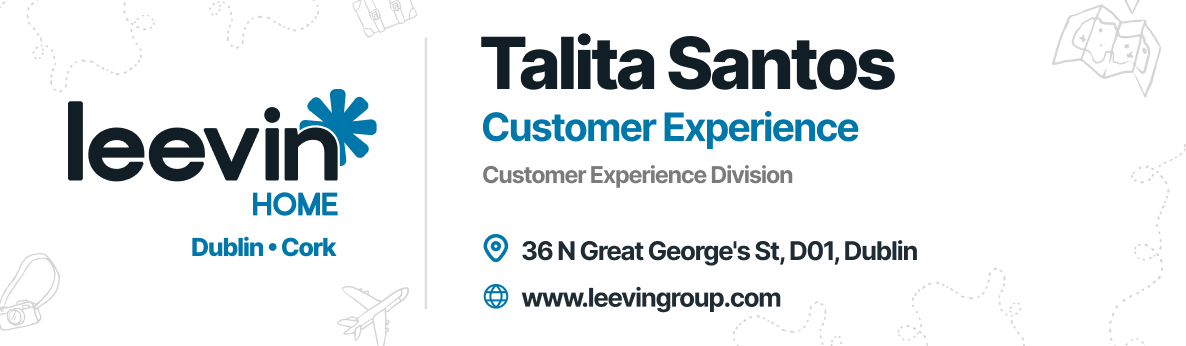 leevin
HOME
Dublin • Cork
Talita Santos
Customer Experience
Customer Experience Division
36 N Great George's St, D01, Dublin
www.leevingroup.com